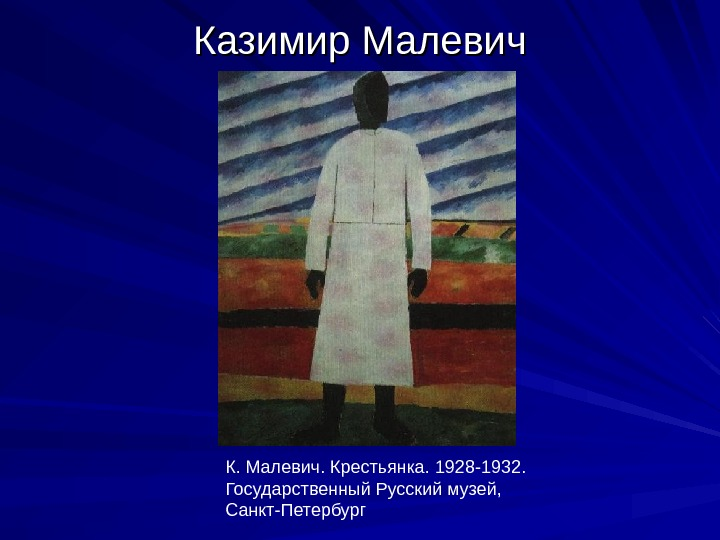 Казимир Малевич
К. Малевич. Крестьянка. 1928-1932.
Государственный Русский музей,
Санкт-Петербург